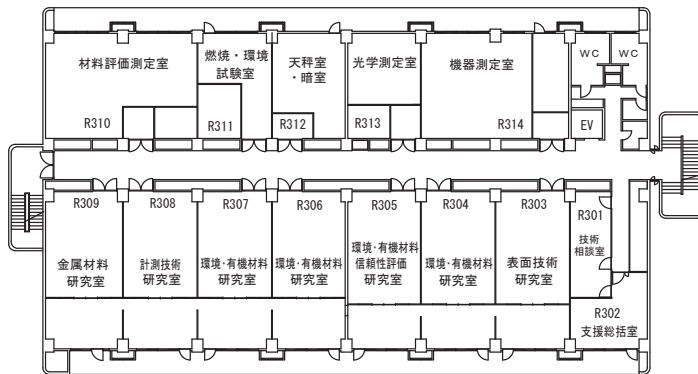 材料評価測定室
R310
燃焼・環境
試験室
R311
天秤室
・暗室
R312
光学測定室
R313
機器測定室
R314
WC
WC
EV
R309
金属材料
研究室
R308
計測技術
研究室
R307
環境・有機材料
研究室
R306
環境・有機材料
研究室
R305
環境・有機材料
信頼性評価
研究室
R304
環境・有機材料
研究室
R303
表面技術
研究室
R301
技術
相談室
R302
支援総括室